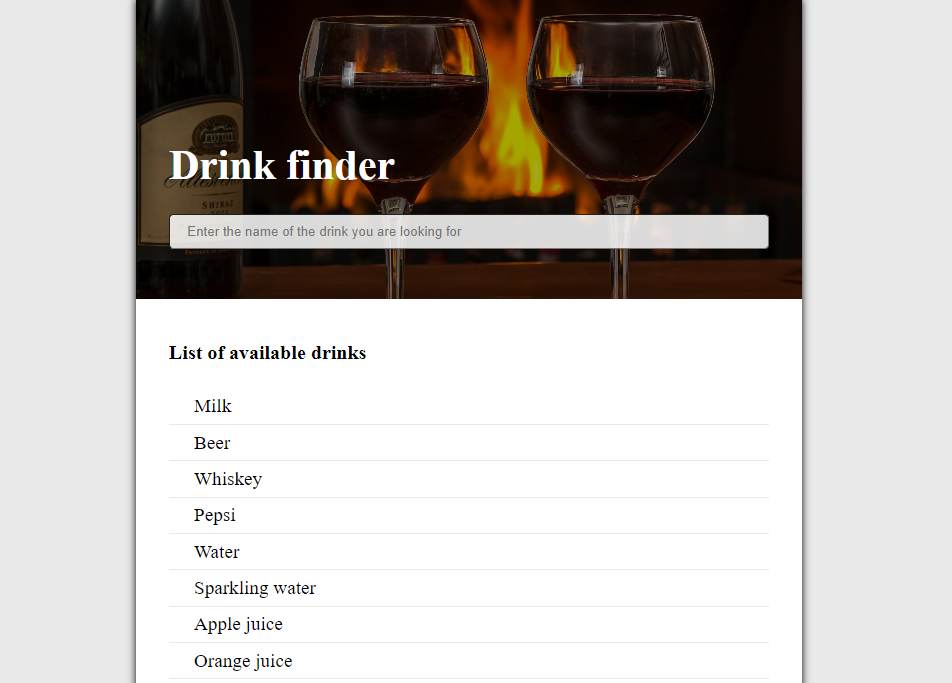 Drink finder
SHIRAZ
Enter the name of the drink you are looking for
List of available drinks
Milk
Beer
Whiskey
Pepsi
Water
Sparkling water
Apple juice
Orange juice